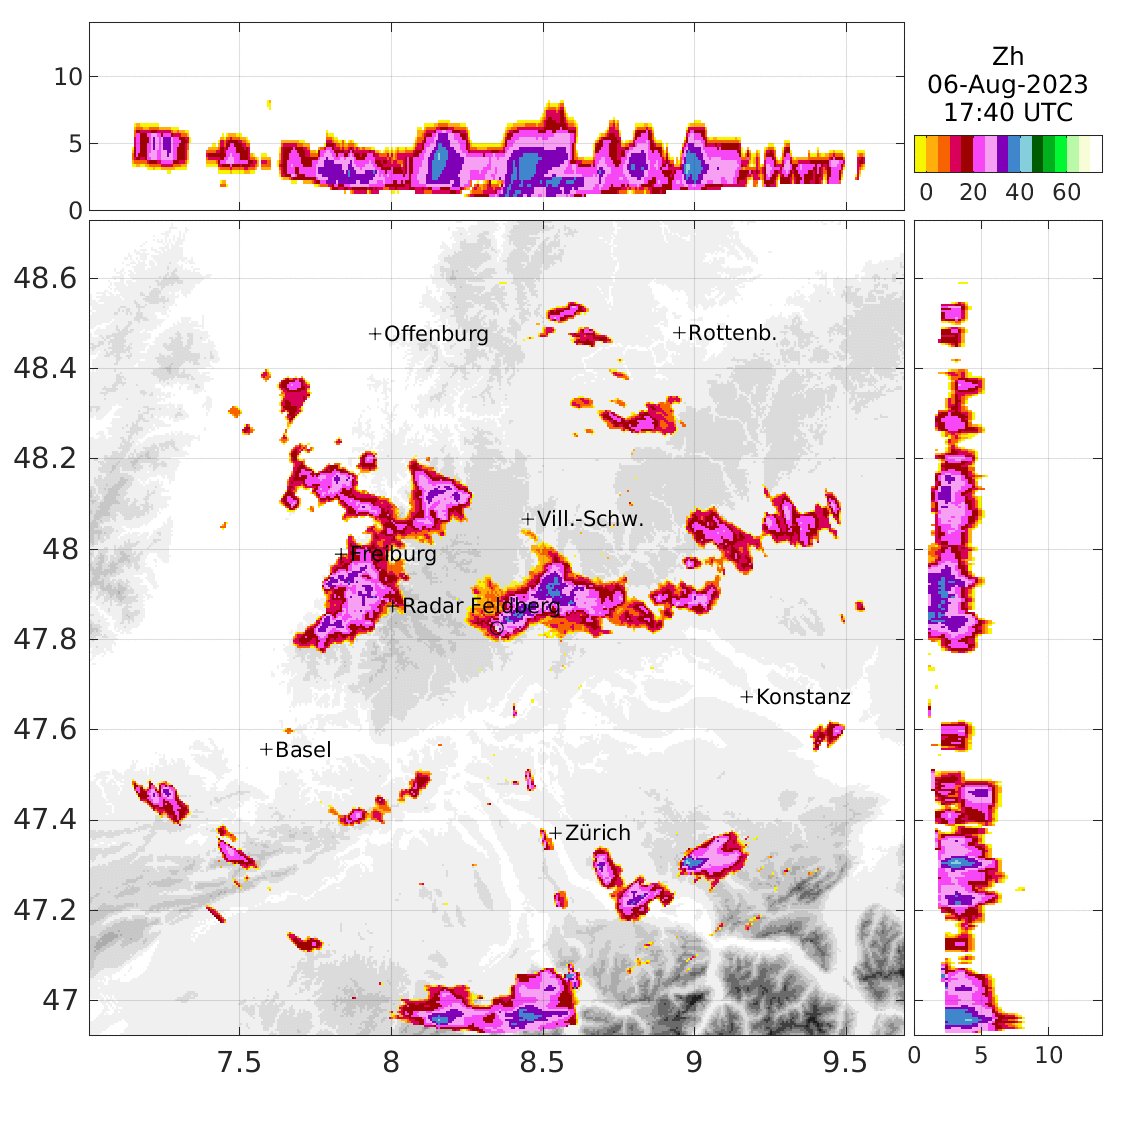 10
5
0
Zh
06-Aug-2023
17:40 UTC
0 20 40 60
48.6
48.4
48.2
48
47.8
47.6
47.4
47.2
47
Offenburg
Rottenb.
Vill.-Schw.
Freiburg
Radar Feldberg
Konstanz
Basel
Zürich
7.5 8 8.5 9 9.5
0 5 10